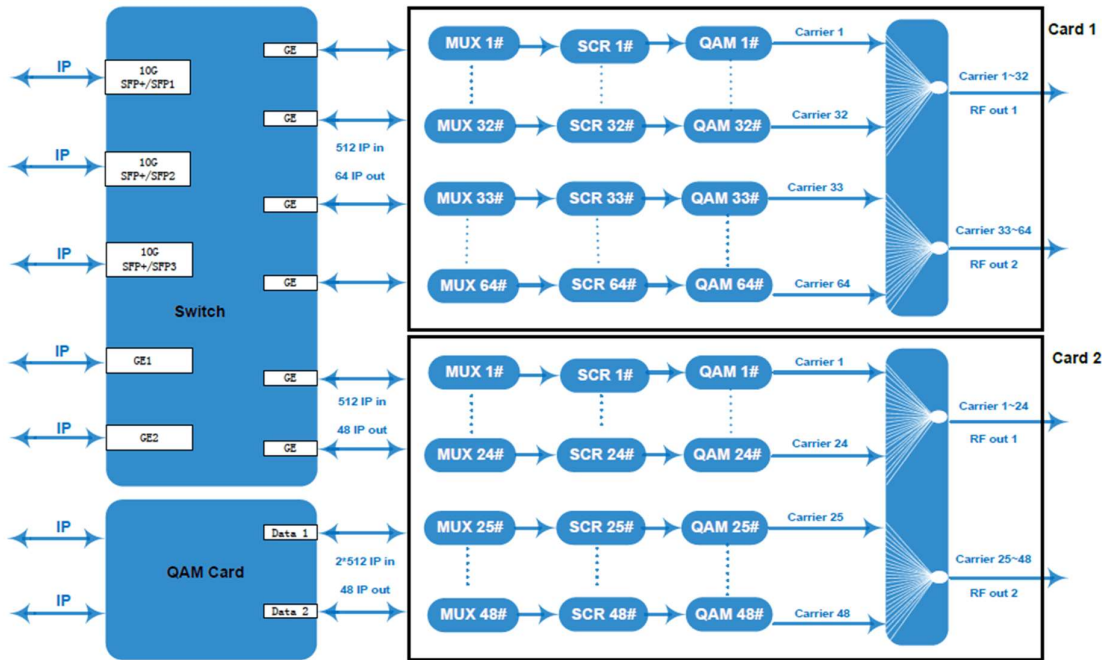 IP
10G
SFP+/SFP1
IP
10G
SFP+/SFP2
IP
10G
SFP+/SFP3
Switch
IP
GE1
IP
GE2
GE
GE
GE
GE
GE
GE
512 IP in
64 IP out
512 IP in
48 IP out
IP
IP
QAM Card
Data 1
Data 2
2*512 IP in
48 IP out
Card 1
MUX 1# SCR 1# QAM 1# Carrier 1
MUX 32# SCR 32# QAM 32# Carrier 32
MUX 33# SCR 33# QAM 33# Carrier 33
MUX 64# SCR 64# QAM 64# Carrier 64
Carrier 1~32
RF out 1
Carrier 33~64
RF out 2
Card 2
MUX 1# SCR 1# QAM 1# Carrier 1
MUX 24# SCR 24# QAM 24# Carrier 24
MUX 25# SCR 25# QAM 25# Carrier 25
MUX 48# SCR 48# QAM 48# Carrier 48
Carrier 1~24
RF out 1
Carrier 25~48
RF out 2